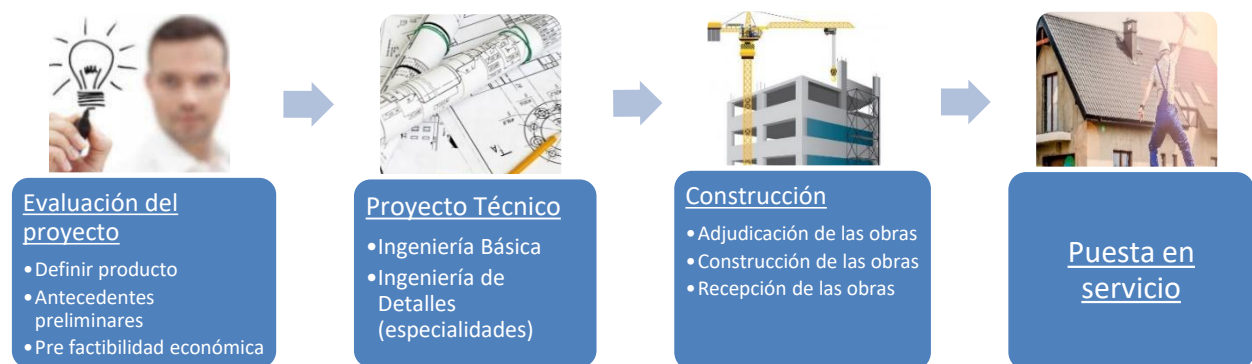 Evaluación del
proyecto
•Definir producto
•Antecedentes
preliminares
•Pre factibilidad económica
Proyecto Técnico
•Ingeniería Básica
•Ingeniería de
Detalles
(especialidades)
Construcción
•Adjudicación de las obras
•Construcción de las obras
•Recepción de las obras
Puesta en
servicio